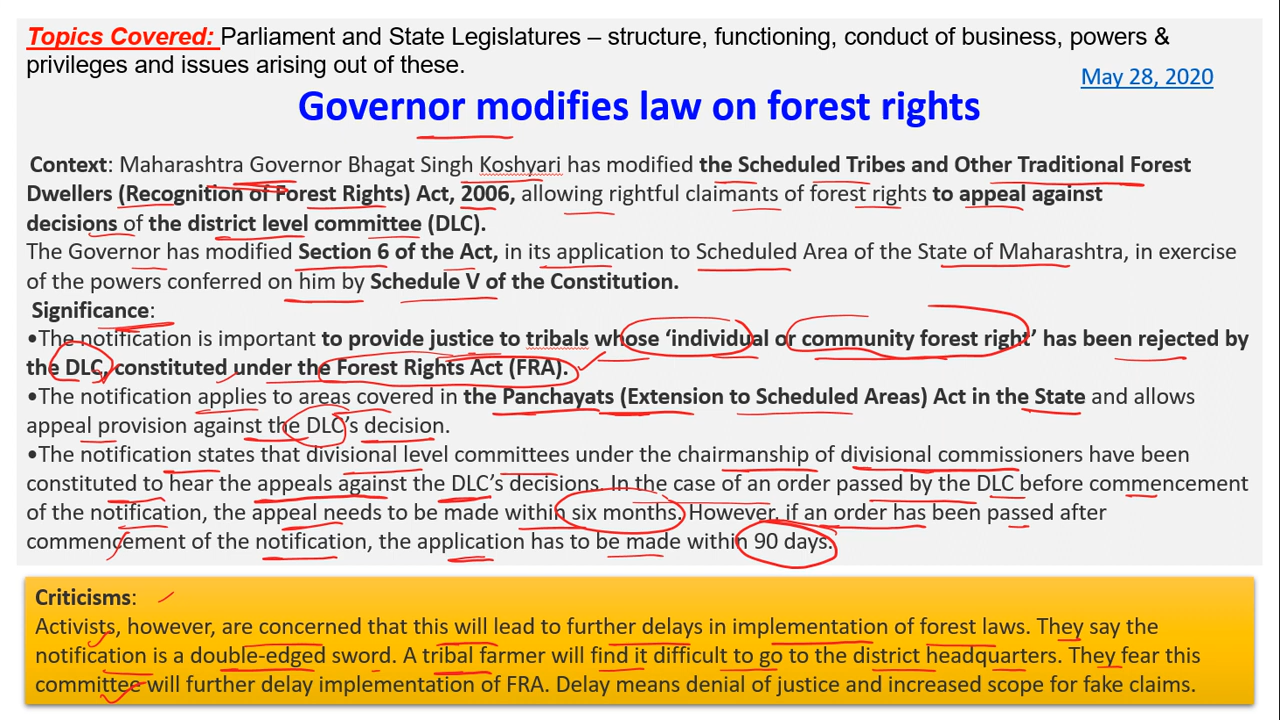 Topics Covered: Parliament and State Legislatures – structure, functioning, conduct of business, powers &
privileges and issues arising out of these.
May 28, 2020
Governor modifies law on forest rights
Context: Maharashtra Governor Bhagat Singh Koshyari has modified the Scheduled Tribes and Other Traditional Forest
Dwellers (Recognition of Forest Rights) Act, 2006, allowing rightful claimants of forest rights to appeal against
decisions of the district level committee (DLC).
The Governor has modified Section 6 of the Act, in its application to Scheduled Area of the State of Maharashtra, in exercise
of the powers conferred on him by Schedule V of the Constitution.
Significance:
•The notification is important to provide justice to tribals whose ‘individual or community forest right’ has been rejected by
the DLC, constituted under the Forest Rights Act (FRA).
•The notification applies to areas covered in the Panchayats (Extension to Scheduled Areas) Act in the State and allows
appeal provision against the DLC’s decision.
•The notification states that divisional level committees under the chairmanship of divisional commissioners have been
constituted to hear the appeals against the DLC’s decisions. In the case of an order passed by the DLC before commencement
of the notification, the appeal needs to be made within six months. However, if an order has been passed after
commencement of the notification, the application has to be made within 90 days.
Criticisms:
Activists, however, are concerned that this will lead to further delays in implementation of forest laws. They say the
notification is a double-edged sword. A tribal farmer will find it difficult to go to the district headquarters. They fear this
committee will further delay implementation of FRA. Delay means denial of justice and increased scope for fake claims.